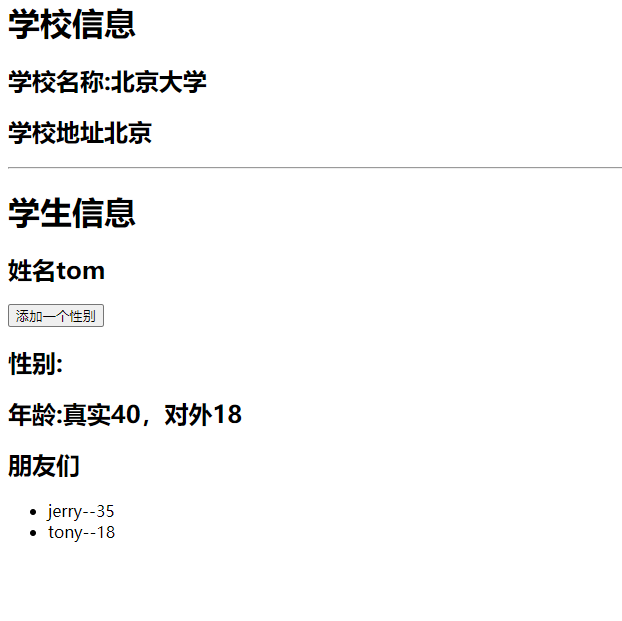 学校信息
学校名称:北京大学
学校地址北京
学生信息
姓名tom
添加一个性别
性别:
年龄:真实40，对外18
朋友们
jerry--35
tony--18